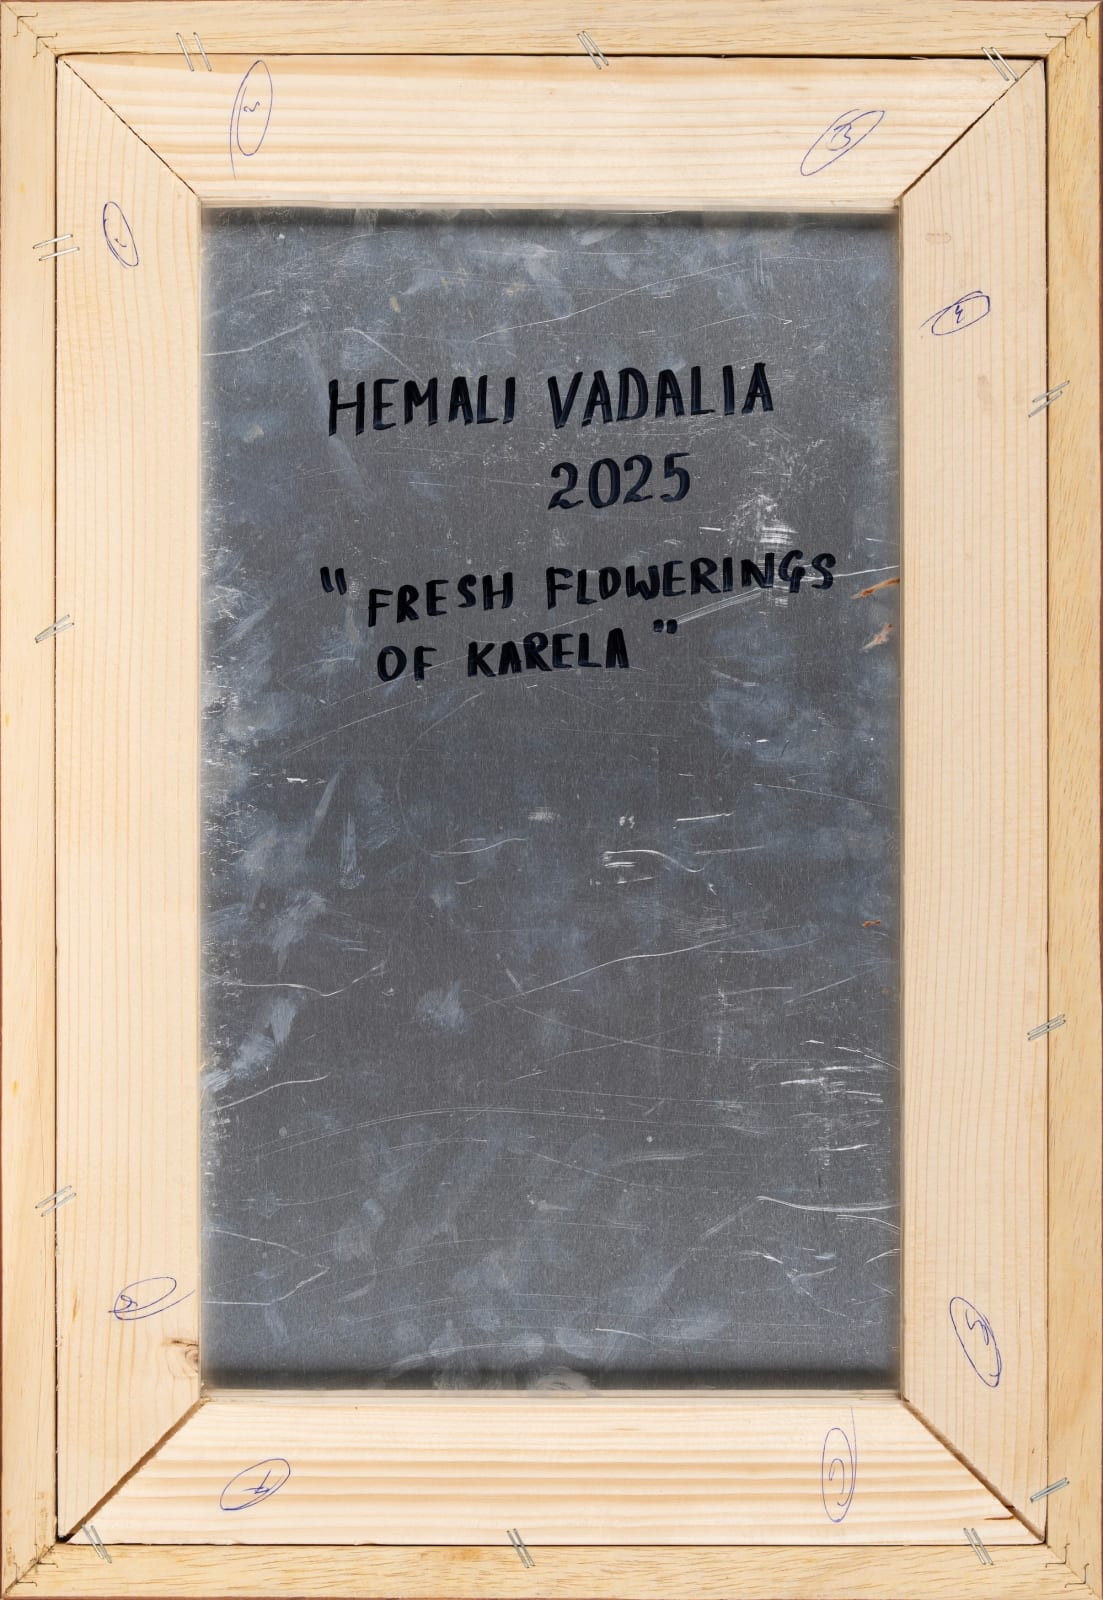 HEMALI VADALIA
2025
" FRESH FLOWERINGS
OF KARELA "